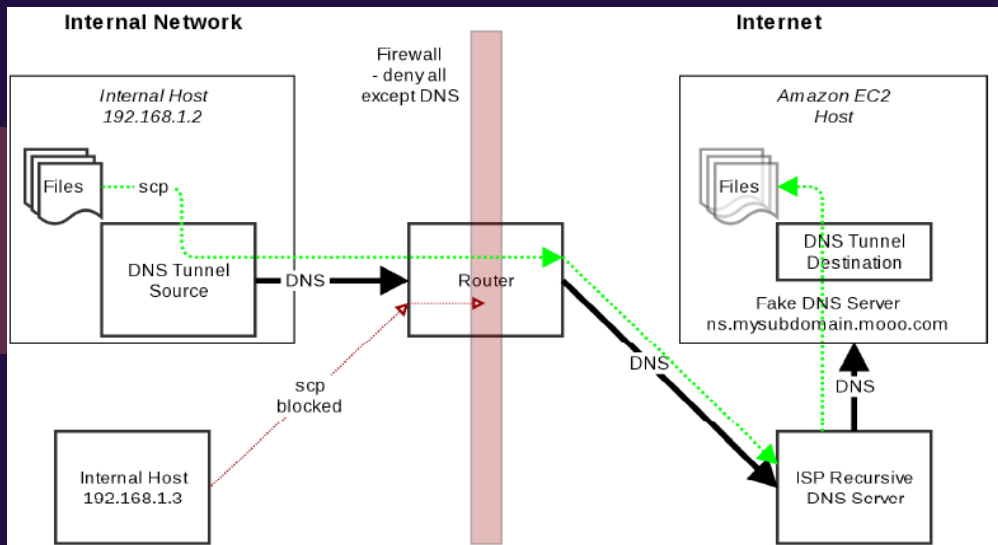 Internal Network
Internet
Firewall
- deny all
except DNS
Internal Host
192.168.1.2
Files
scp
DNS Tunnel
Source
DNS
Router
scp
blocked
Internal Host
192.168.1.3
Amazon EC2
Host
Files
DNS Tunnel
Destination
Fake DNS Server
ns.mysubdomain.mooo.com
DNS
DNS
ISP Recursive
DNS Server